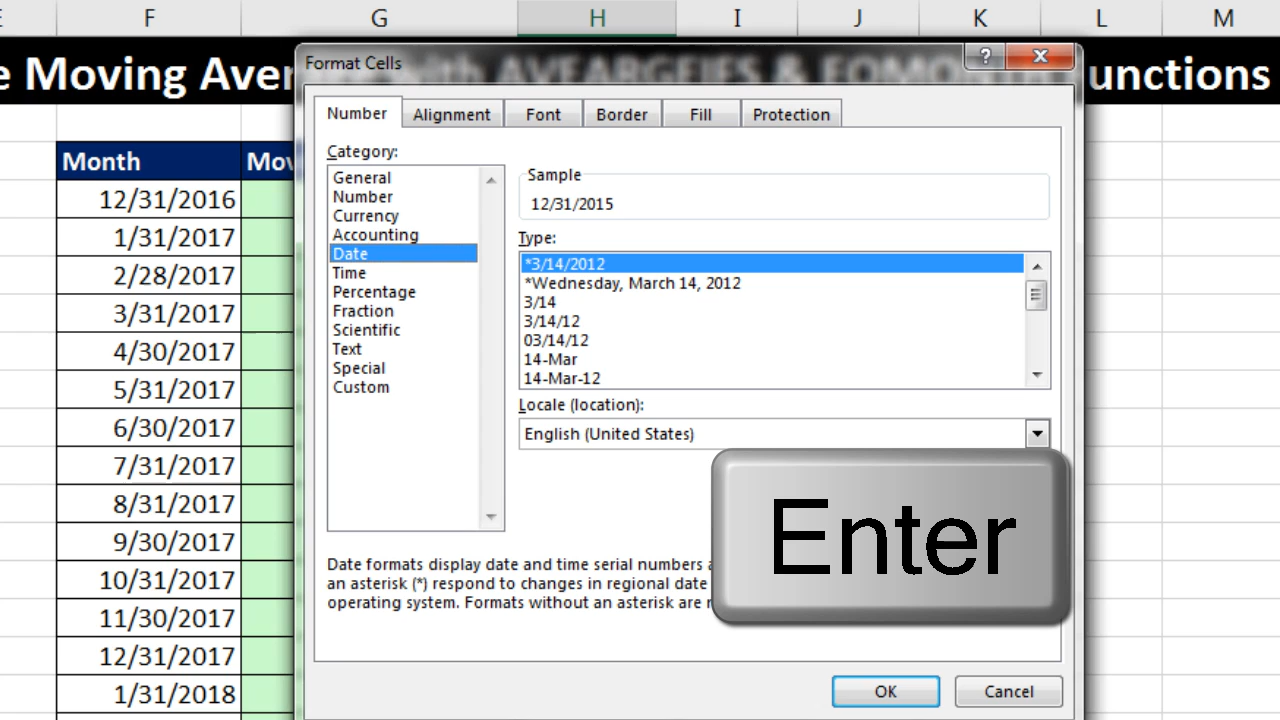 F G H I J K L M
e Moving Aver with AVEARGEIFS & EOMO unctions
Format Cells
Number Alignment Font Border Fill Protection
Month Mov
12/31/2016
1/31/2017
2/28/2017
3/31/2017
4/30/2017
5/31/2017
6/30/2017
7/31/2017
8/31/2017
9/30/2017
10/31/2017
11/30/2017
12/31/2017
1/31/2018
Category:
General
Number
Currency
Accounting
Date
Time
Percentage
Fraction
Scientific
Text
Special
Custom
Sample
12/31/2015
Type:
*3/14/2012
*Wednesday, March 14, 2012
3/14
3/14/12
03/14/12
14-Mar
14-Mar-12
Locale (location):
English (United States)
Enter
Date formats display date and time serial numbers
an asterisk (*) respond to changes in regional date
operating system. Formats without an asterisk are
OK Cancel